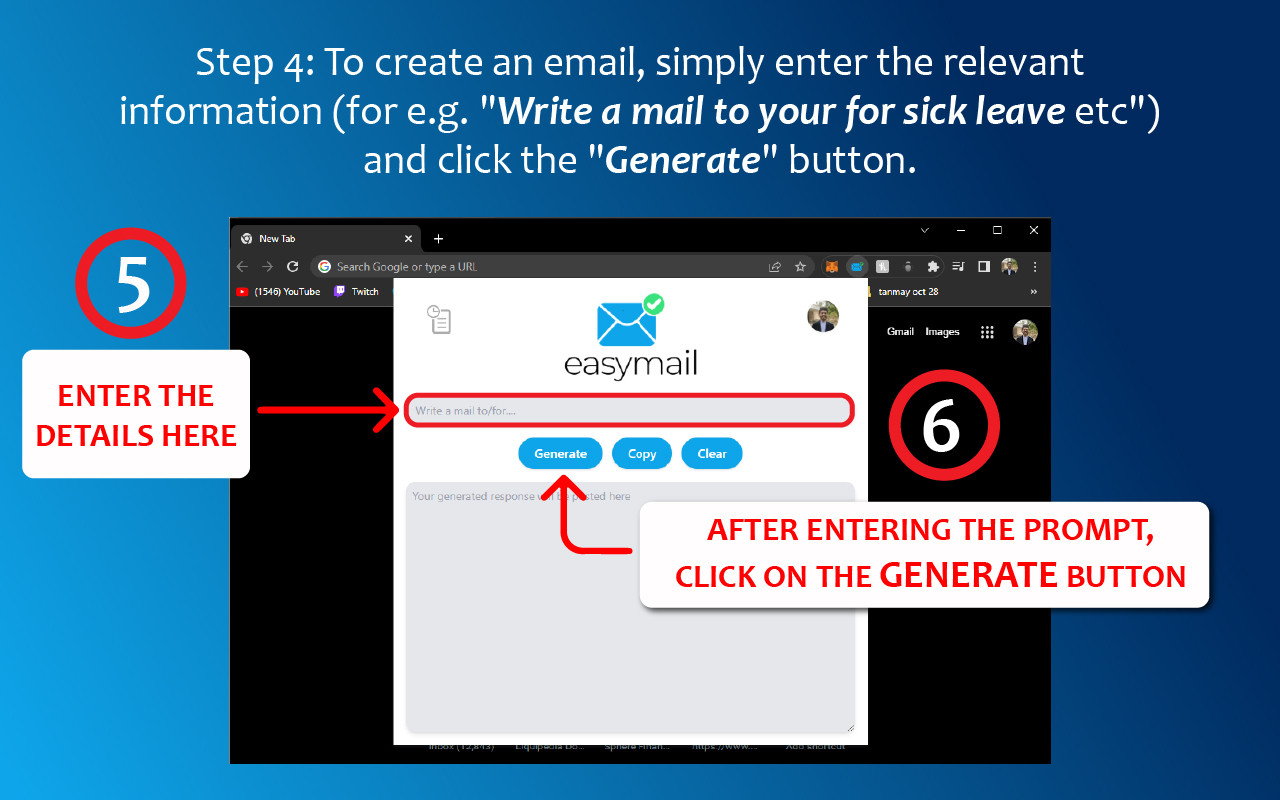 Step 4: To create an email, simply enter the relevant
information (for e.g. "Write a mail to your for sick leave etc")
and click the "Generate" button.
5
ENTER THE
DETAILS HERE
New Tab
Search Google or type a URL
(1546) YouTube
Twitch
tanmay oct 28
»
Gmail Images
easymail
Write a mail to/for....
Generate Copy Clear
6
Your generated response will be posted here
AFTER ENTERING THE PROMPT,
CLICK ON THE GENERATE BUTTON
Inbox (12,843) Liquipedia Do... Sphere Finan... https://www.... Add shortcut